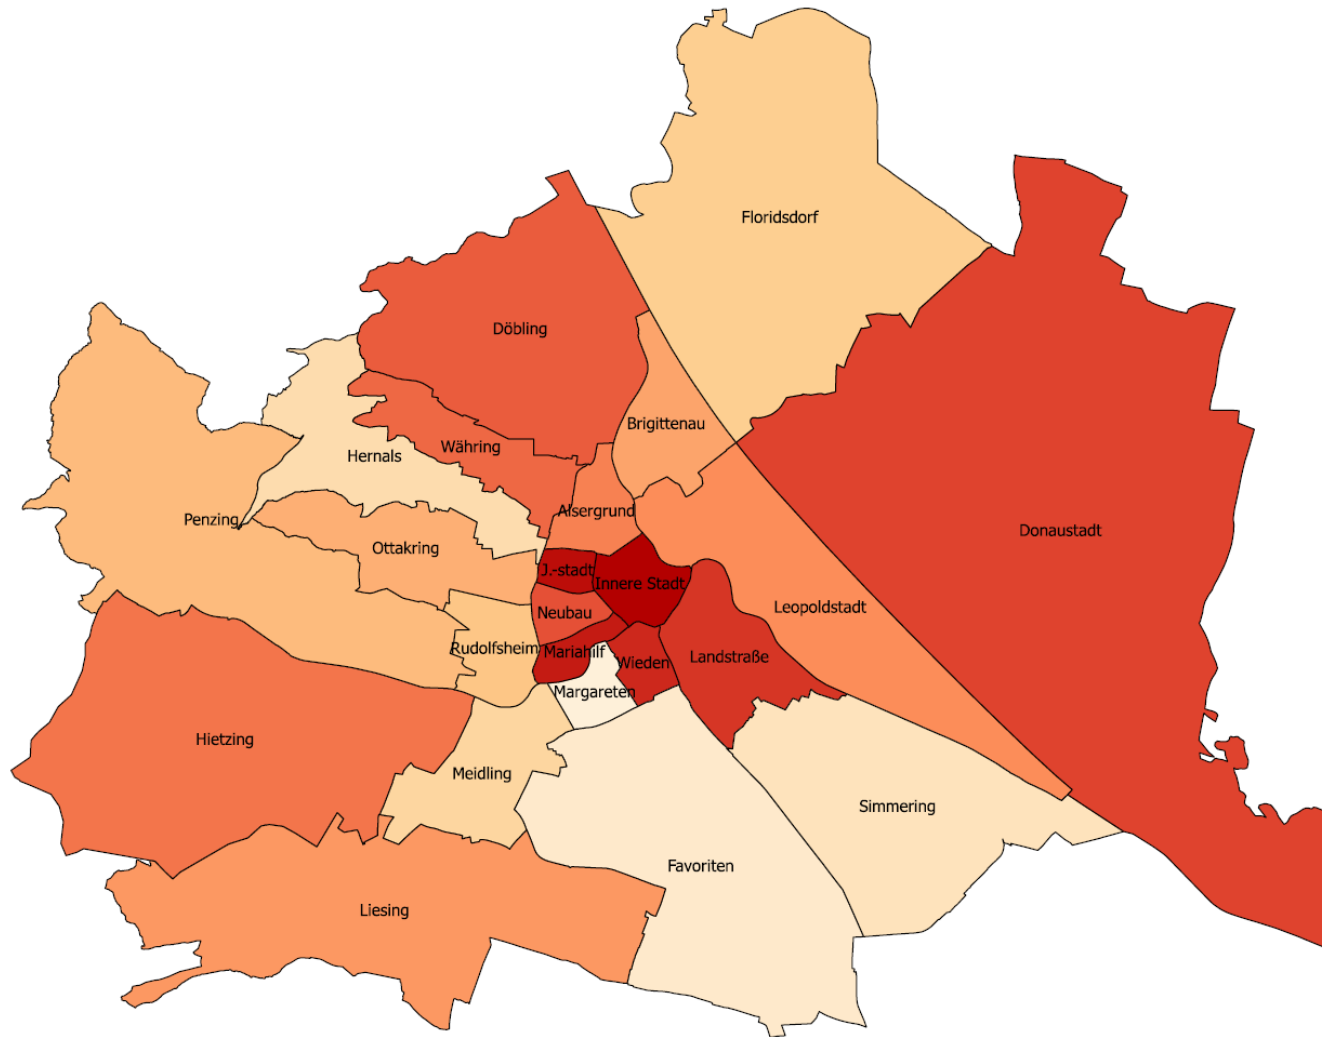 Floridsdorf
Döbling
Brigittenau
Währing
Hernals
Alsergrund
Penzing
Donaustadt
Ottakring
J.-stadt
Innere Stadt
Leopoldstadt
Neubau
Rudolfsheim
Mariahilf
Wieden
Landstraße
Margareten
Hietzing
Meidling
Simmering
Favoriten
Liesing